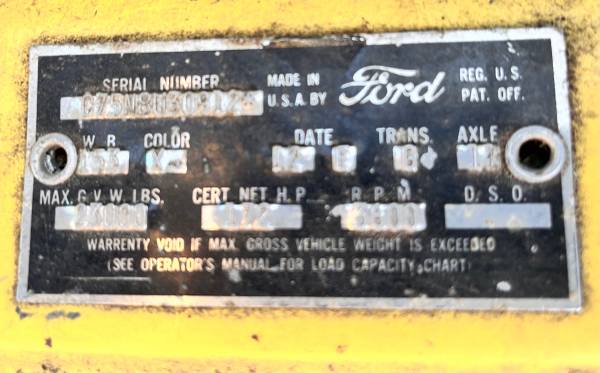 SERIAL NUMBER MADE IN U.S.A. BY Ford REG. U.S. PAT. OFF.
W.B. COLOR DATE TRANS. AXLE
MAX. G.V.W. LBS. CERT. NET H.P. R.P.M. D.S.O.
172
WARRENTY VOID IF MAX. GROSS VEHICLE WEIGHT IS EXCEEDED
(SEE OPERATOR'S MANUAL FOR LOAD CAPACITY CHART)